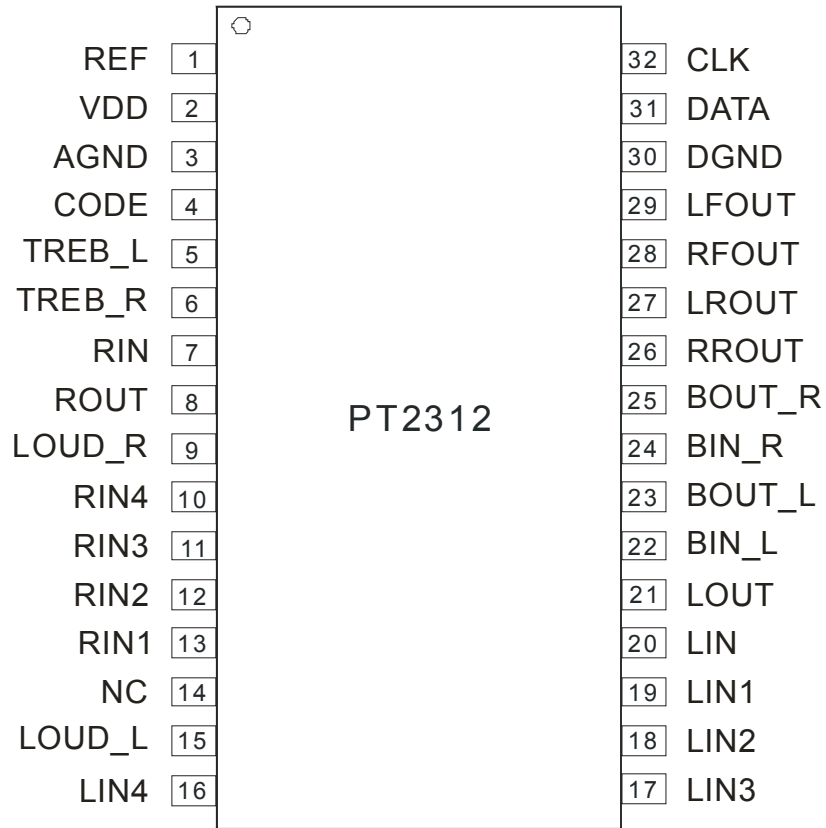 REF 1 32 CLK
VDD 2 31 DATA
AGND 3 30 DGND
CODE 4 29 LFOUT
TREB_L 5 28 RFOUT
TREB_R 6 27 LROUT
RIN 7 26 RROUT
ROUT 8 25 BOUT_R
PT2312
LOUD_R 9 24 BIN_R
RIN4 10 23 BOUT_L
RIN3 11 22 BIN_L
RIN2 12 21 LOUT
RIN1 13 20 LIN
NC 14 19 LIN1
LOUD_L 15 18 LIN2
LIN4 16 17 LIN3